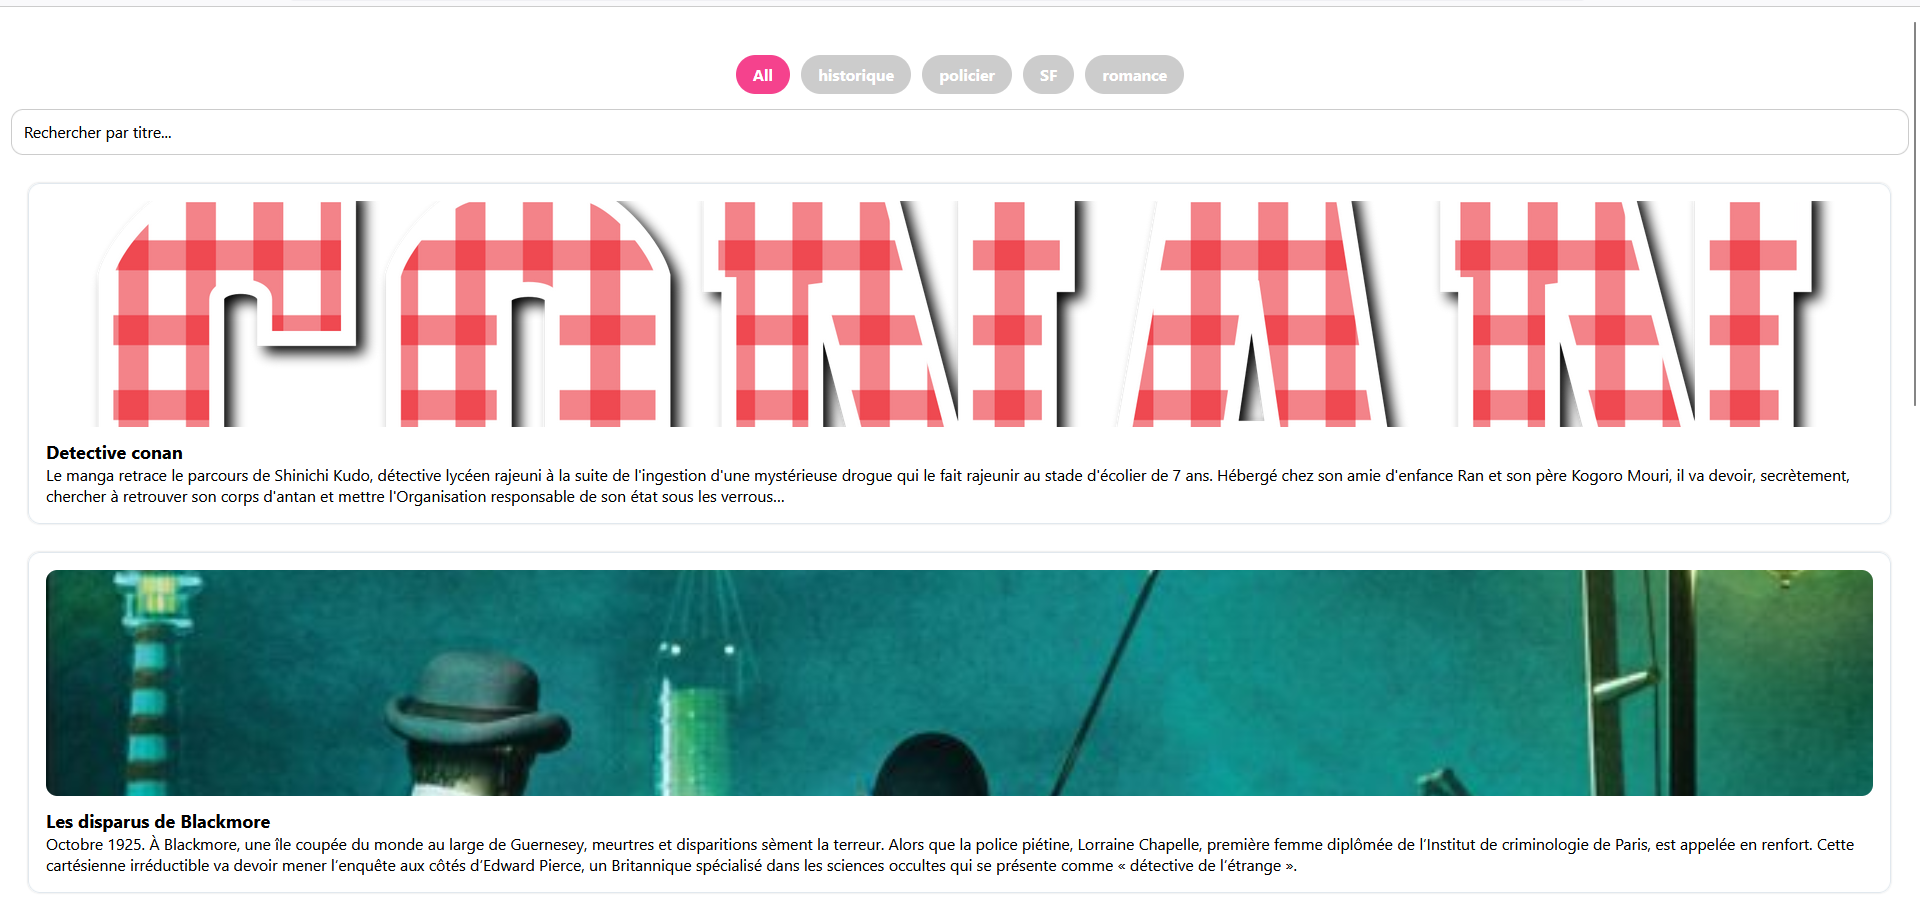 All historique policier SF romance
Rechercher par titre...
CONAN
Detective conan
Le manga retrace le parcours de Shinichi Kudo, détective lycéen rajeuni à la suite de l'ingestion d'une mystérieuse drogue qui le fait rajeunir au stade d'écolier de 7 ans. Hébergé chez son amie d'enfance Ran et son père Kogoro Mouri, il va devoir, secrètement,
chercher à retrouver son corps d'antan et mettre l'Organisation responsable de son état sous les verrous...
Les disparus de Blackmore
Octobre 1925. À Blackmore, une île coupée du monde au large de Guernesey, meurtres et disparitions sèment la terreur. Alors que la police piétine, Lorraine Chapelle, première femme diplômée de l’Institut de criminologie de Paris, est appelée en renfort. Cette
cartésienne irréductible va devoir mener l’enquête aux côtés d’Edward Pierce, un Britannique spécialisé dans les sciences occultes qui se présente comme « détective de l’étrange ».